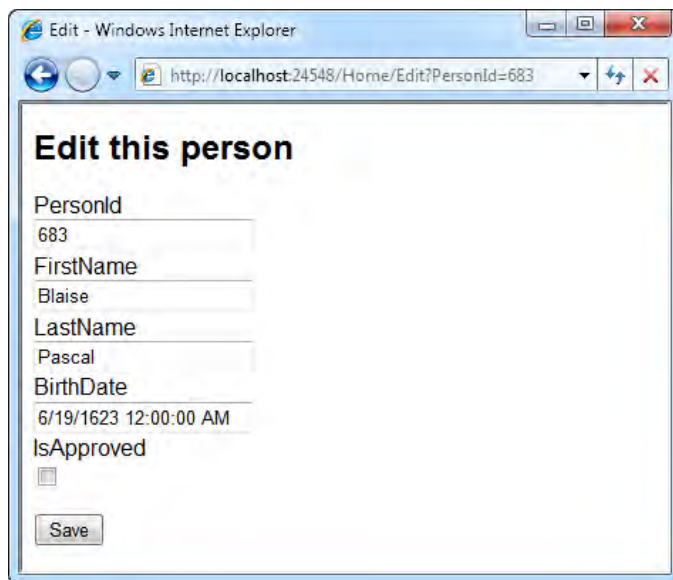 Edit - Windows Internet Explorer
http://localhost:24548/Home/Edit?PersonId=683
Edit this person
PersonId
683
FirstName
Blaise
LastName
Pascal
BirthDate
6/19/1623 12:00:00 AM
IsApproved
Save